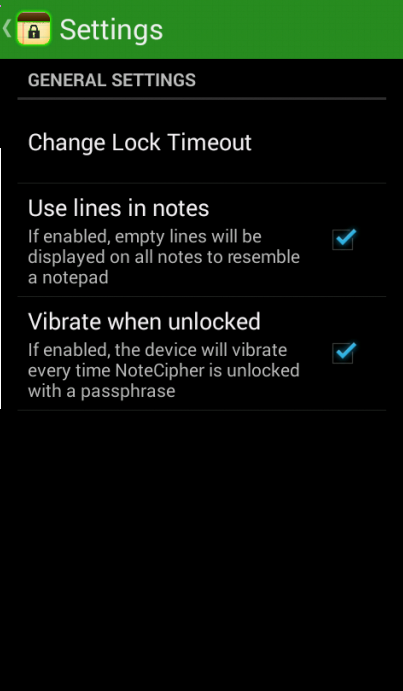 Settings
GENERAL SETTINGS
Change Lock Timeout
Use lines in notes
If enabled, empty lines will be
displayed on all notes to resemble
a notepad
Vibrate when unlocked
If enabled, the device will vibrate
every time NoteCipher is unlocked
with a passphrase